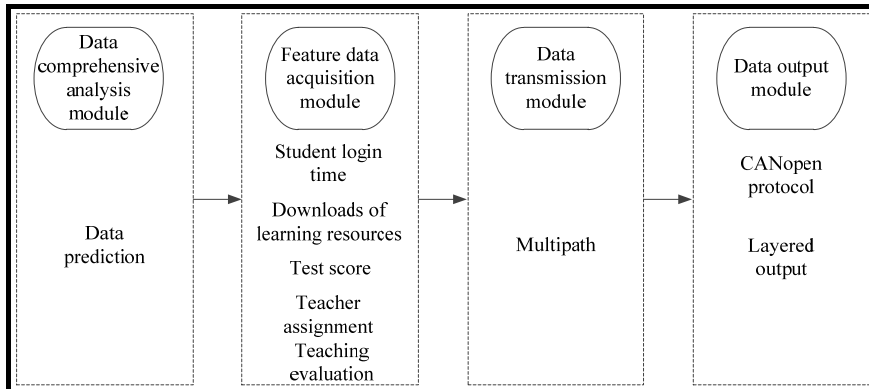 Data
comprehensive
analysis
module
Data
prediction
Feature data
acquisition
module
Student login
time
Downloads of
learning resources
Test score
Teacher
assignment
Teaching
evaluation
Data
transmission
module
Multipath
Data output
module
CANopen
protocol
Layered
output